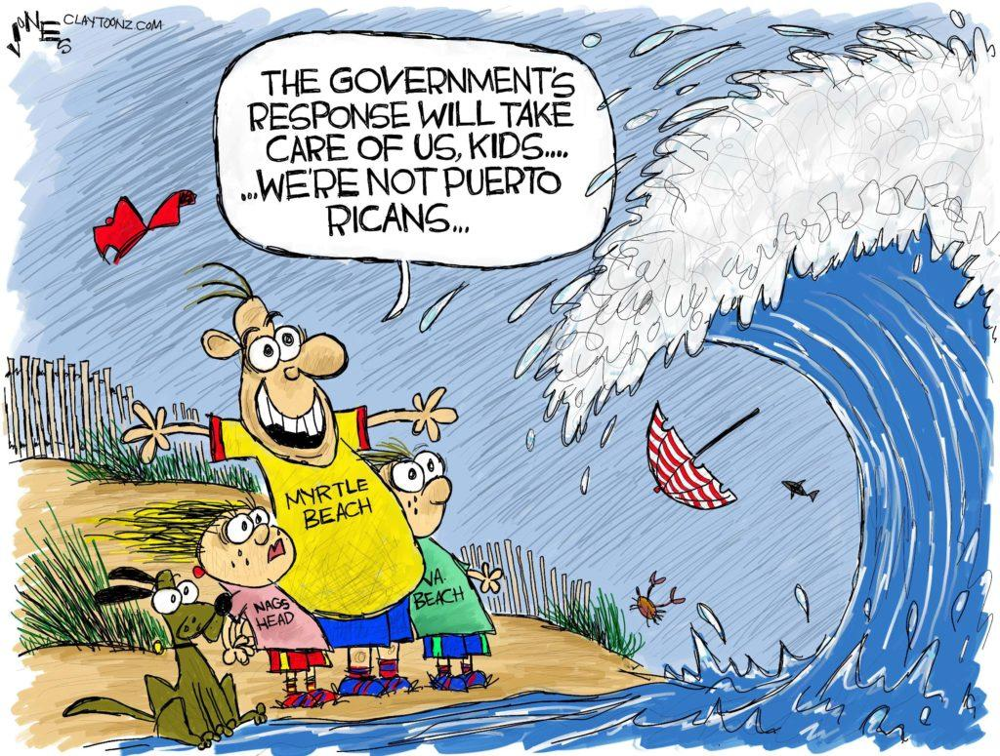 JONES
CLAYTOONZ.COM
THE GOVERNMENT'S
RESPONSE WILL TAKE
CARE OF US, KIDS....
...WE'RE NOT PUERTO
RICANS...
MYRTLE
BEACH
NAGS
HEAD
VA.
BEACH